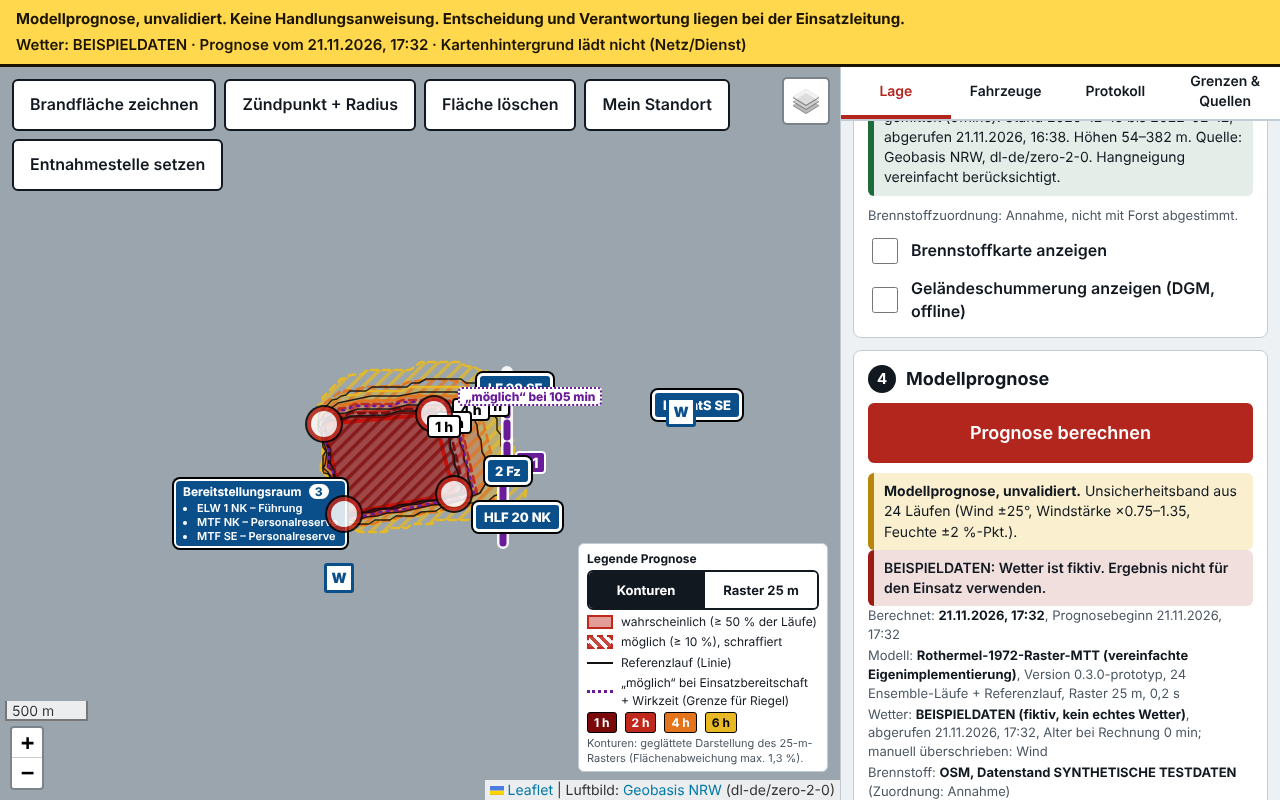 Modellprognose, unvalidiert. Keine Handlungsanweisung. Entscheidung und Verantwortung liegen bei der Einsatzleitung.
Wetter: BEISPIELDATEN · Prognose vom 21.11.2026, 17:32 · Kartenhintergrund lädt nicht (Netz/Dienst)
Brandfläche zeichnen
Zündpunkt + Radius
Fläche löschen
Mein Standort
Entnahmestelle setzen
„möglich“ bei 105 min
1 h
2 Fz
1
HLF 20 NK
W
Bereitstellungsraum 3
ELW 1 NK – Führung
MTF NK – Personalreserve
MTF SE – Personalreserve
W
Legende Prognose
Konturen
Raster 25 m
wahrscheinlich (≥ 50 % der Läufe)
möglich (≥ 10 %), schraffiert
Referenzlauf (Linie)
„möglich“ bei Einsatzbereitschaft
+ Wirkzeit (Grenze für Riegel)
1 h 2 h 4 h 6 h
Konturen: geglättete Darstellung des 25-m-
Rasters (Flächenabweichung max. 1,3 %).
500 m
+
−
Leaflet | Luftbild: Geobasis NRW (dl-de/zero-2-0)
Lage
Fahrzeuge
Protokoll
Grenzen &
Quellen
abgerufen 21.11.2026, 16:38. Höhen 54–382 m. Quelle:
Geobasis NRW, dl-de/zero-2-0. Hangneigung
vereinfacht berücksichtigt.
Brennstoffzuordnung: Annahme, nicht mit Forst abgestimmt.
Brennstoffkarte anzeigen
Geländeschummerung anzeigen (DGM,
offline)
4 Modellprognose
Prognose berechnen
Modellprognose, unvalidiert. Unsicherheitsband aus
24 Läufen (Wind ±25°, Windstärke ×0.75–1.35,
Feuchte ±2 %-Pkt.).
BEISPIELDATEN: Wetter ist fiktiv. Ergebnis nicht für
den Einsatz verwenden.
Berechnet: 21.11.2026, 17:32, Prognosebeginn 21.11.2026,
17:32
Modell: Rothermel-1972-Raster-MTT (vereinfachte
Eigenimplementierung), Version 0.3.0-prototyp, 24
Ensemble-Läufe + Referenzlauf, Raster 25 m, 0,2 s
Wetter: BEISPIELDATEN (fiktiv, kein echtes Wetter),
abgerufen 21.11.2026, 17:32, Alter bei Rechnung 0 min;
manuell überschrieben: Wind
Brennstoff: OSM, Datenstand SYNTHETISCHE TESTDATEN
(Zuordnung: Annahme)